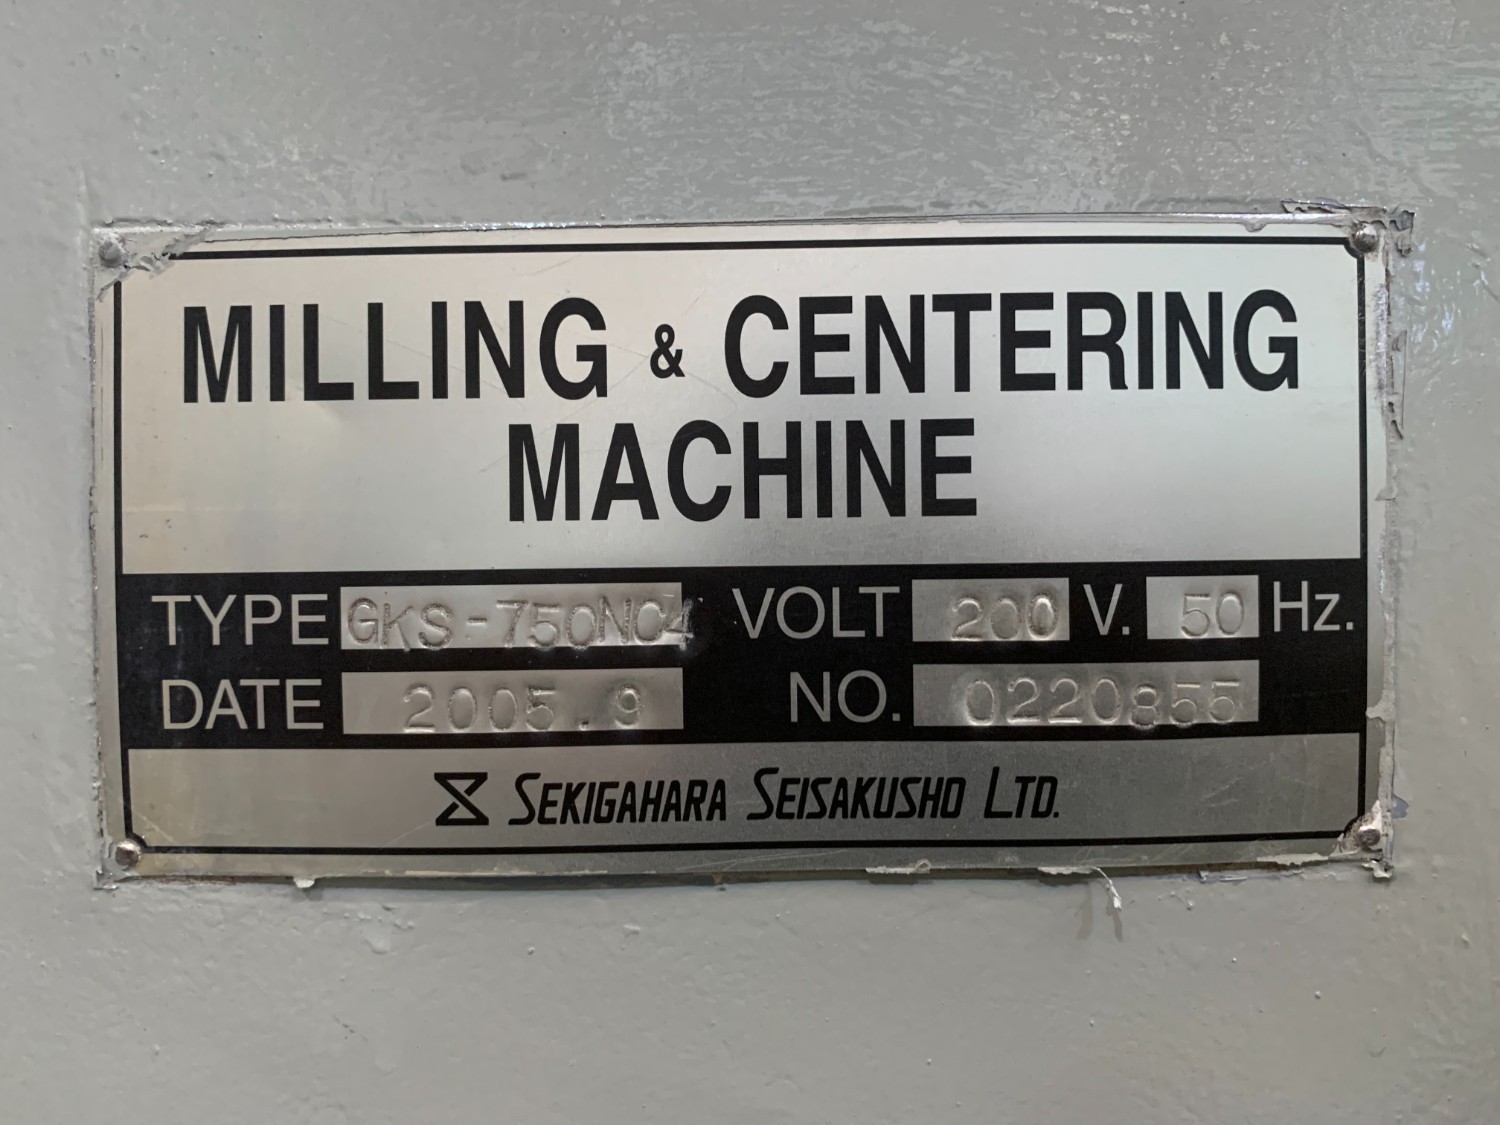 MILLING & CENTERING
MACHINE
TYPE GKS-750NC4 VOLT 200 V. 50 Hz.
DATE 2005.9 NO. 0220855
SEKIGAHARA SEISAKUSHO LTD.